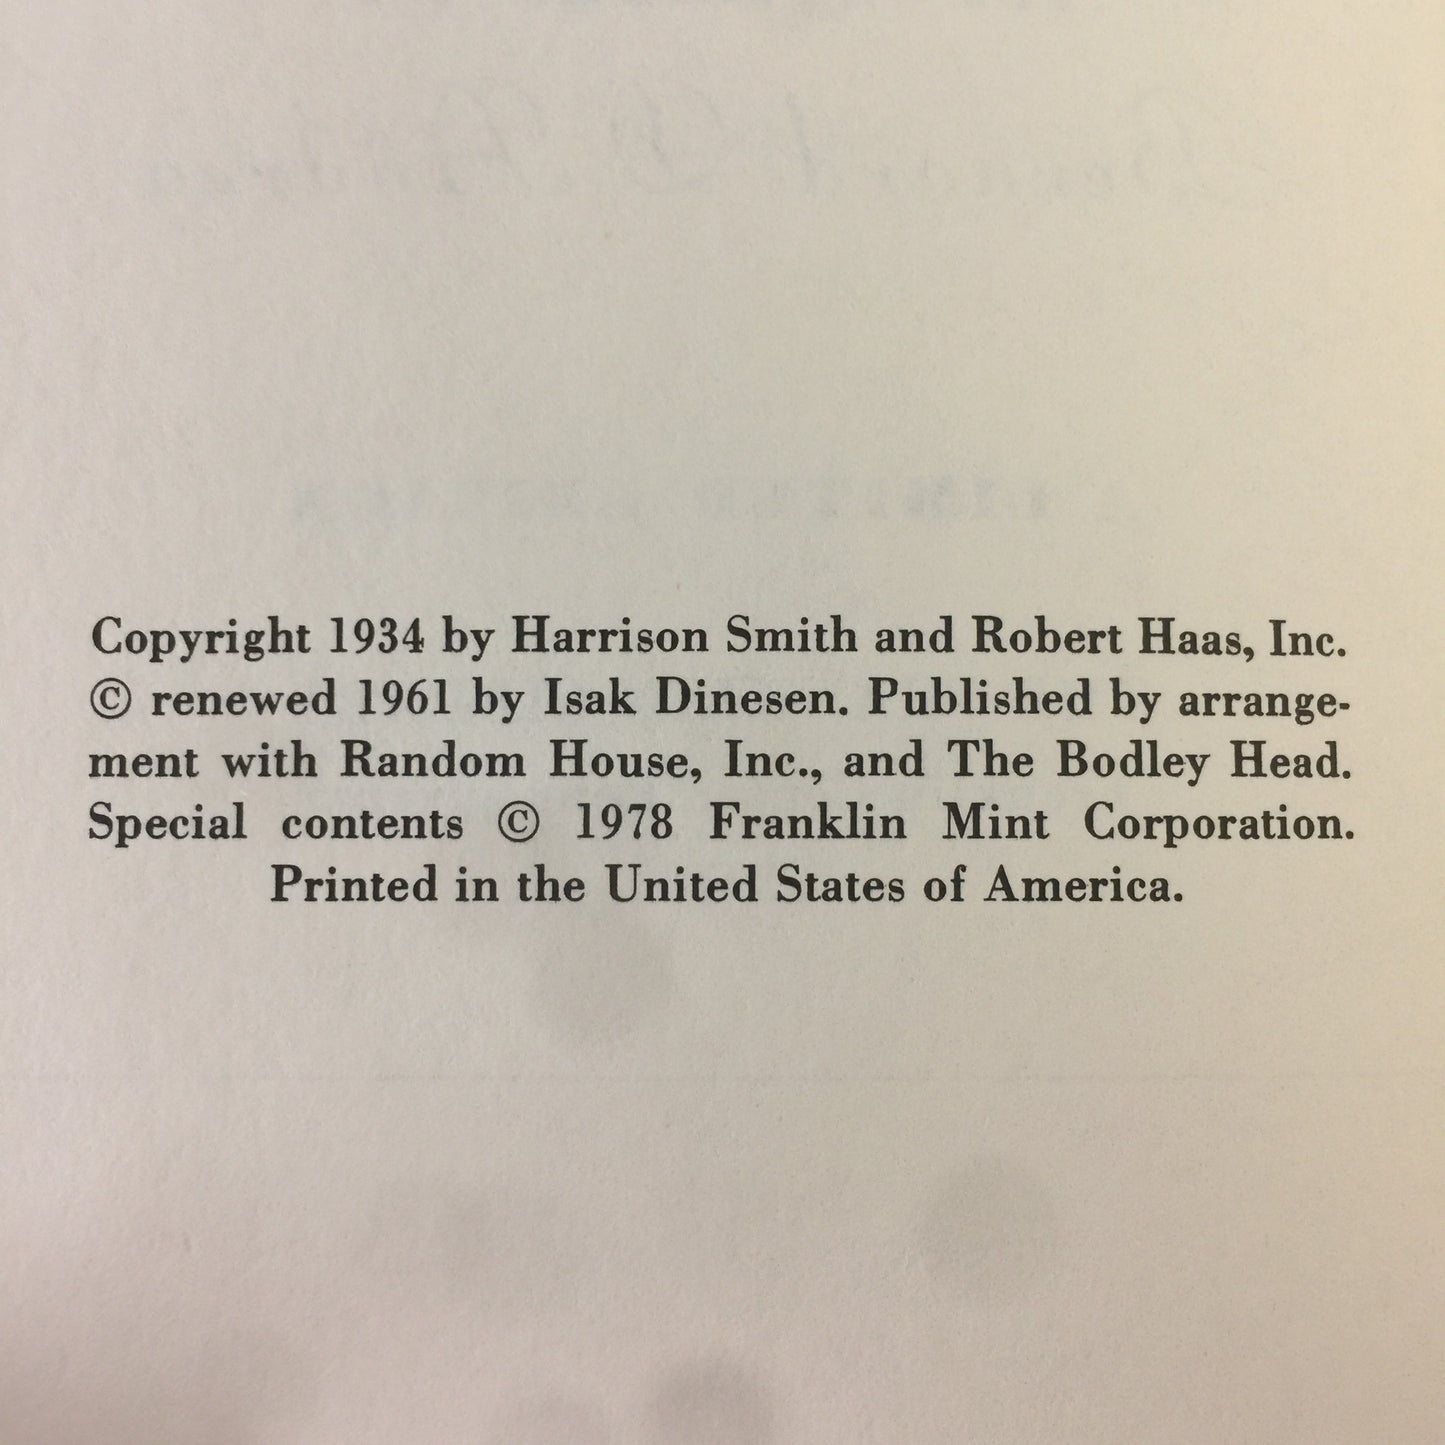 Copyright 1934 by Harrison Smith and Robert Haas, Inc.
© renewed 1961 by Isak Dinesen. Published by arrange-
ment with Random House, Inc., and The Bodley Head.
Special contents © 1978 Franklin Mint Corporation.
Printed in the United States of America.